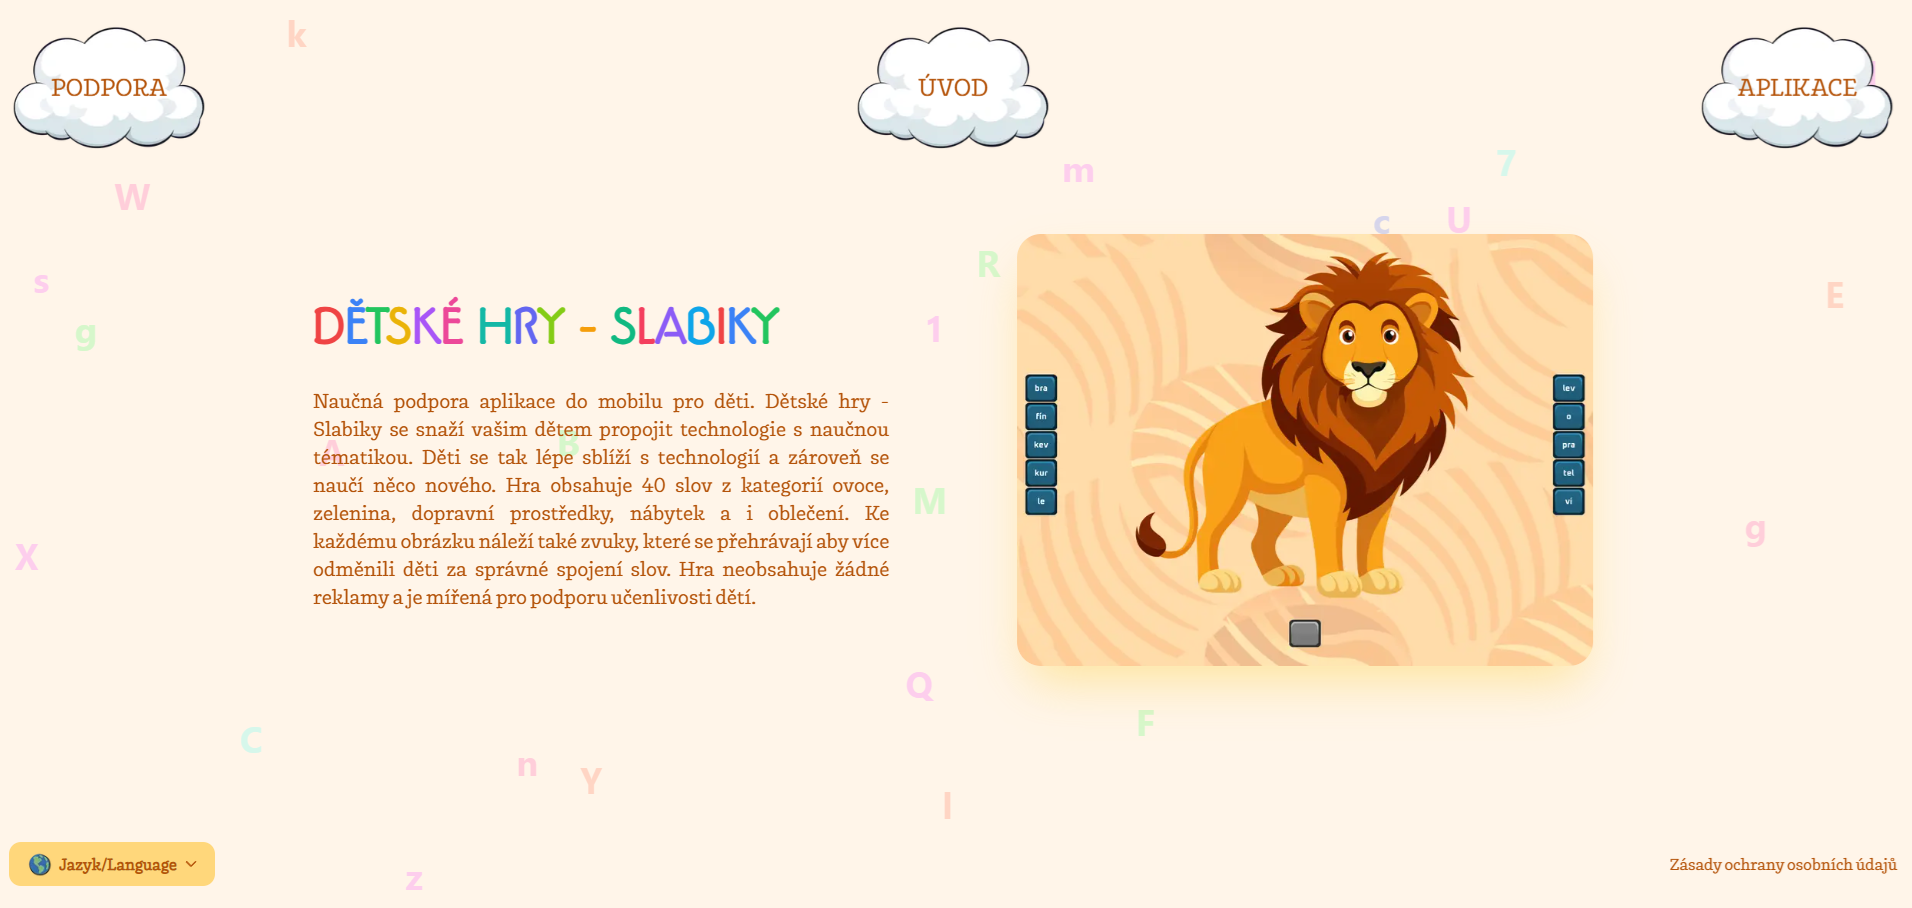 k
PODPORA
ÚVOD
APLIKACE
m
7
W
c
U
R
s
E
g
1
DĚTSKÉ HRY - SLABIKY
Naučná podpora aplikace do mobilu pro děti. Dětské hry -
Slabiky se snaží vašim dětem propojit technologie s naučnou
tématikou. Děti se tak lépe sblíží s technologií a zároveň se
naučí něco nového. Hra obsahuje 40 slov z kategorií ovoce,
zelenina, dopravní prostředky, nábytek a i oblečení. Ke
každému obrázku náleží také zvuky, které se přehrávají aby více
odměnili děti za správné spojení slov. Hra neobsahuje žádné
reklamy a je mířená pro podporu učenlivosti dětí.
A
B
M
X
bra
fín
kev
kur
le
lev
o
pra
tel
ví
g
Q
F
C
n
Y
z
Jazyk/Language
Zásady ochrany osobních údajů